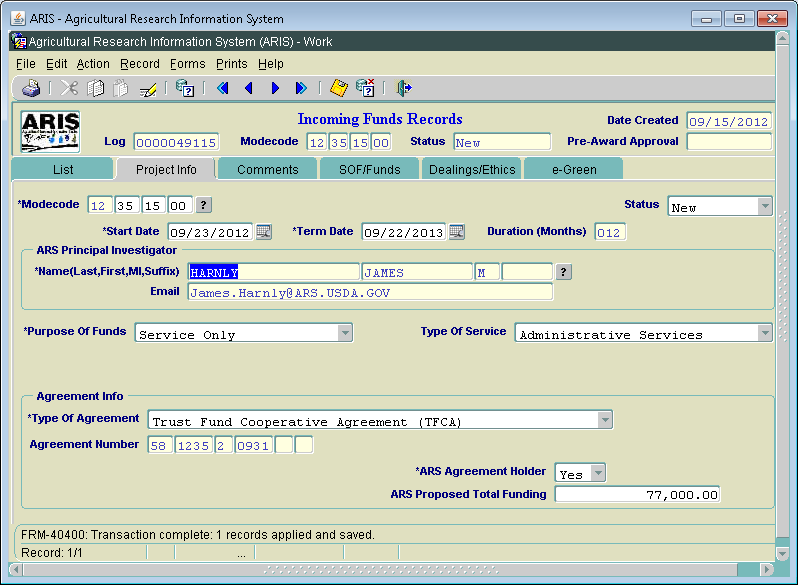 ARIS - Agricultural Research Information System
Agricultural Research Information System (ARIS) - Work
File Edit Action Record Forms Prints Help
ARIS
Incoming Funds Records
Date Created 09/15/2012
Log 0000049115 Modecode 12 35 15 00 Status New Pre-Award Approval
List Project Info Comments SOF/Funds Dealings/Ethics e-Green
*Modecode 12 35 15 00 ? Status New
*Start Date 09/23/2012 *Term Date 09/22/2013 Duration (Months) 012
ARS Principal Investigator
*Name(Last,First,MI,Suffix) HARNLY JAMES M ?
Email James.Harnly@ARS.USDA.GOV
*Purpose Of Funds Service Only Type Of Service Administrative Services
Agreement Info
*Type Of Agreement Trust Fund Cooperative Agreement (TFCA)
Agreement Number 58 1235 2 0931
*ARS Agreement Holder Yes
ARS Proposed Total Funding 77,000.00
FRM-40400: Transaction complete: 1 records applied and saved.
Record: 1/1 ...